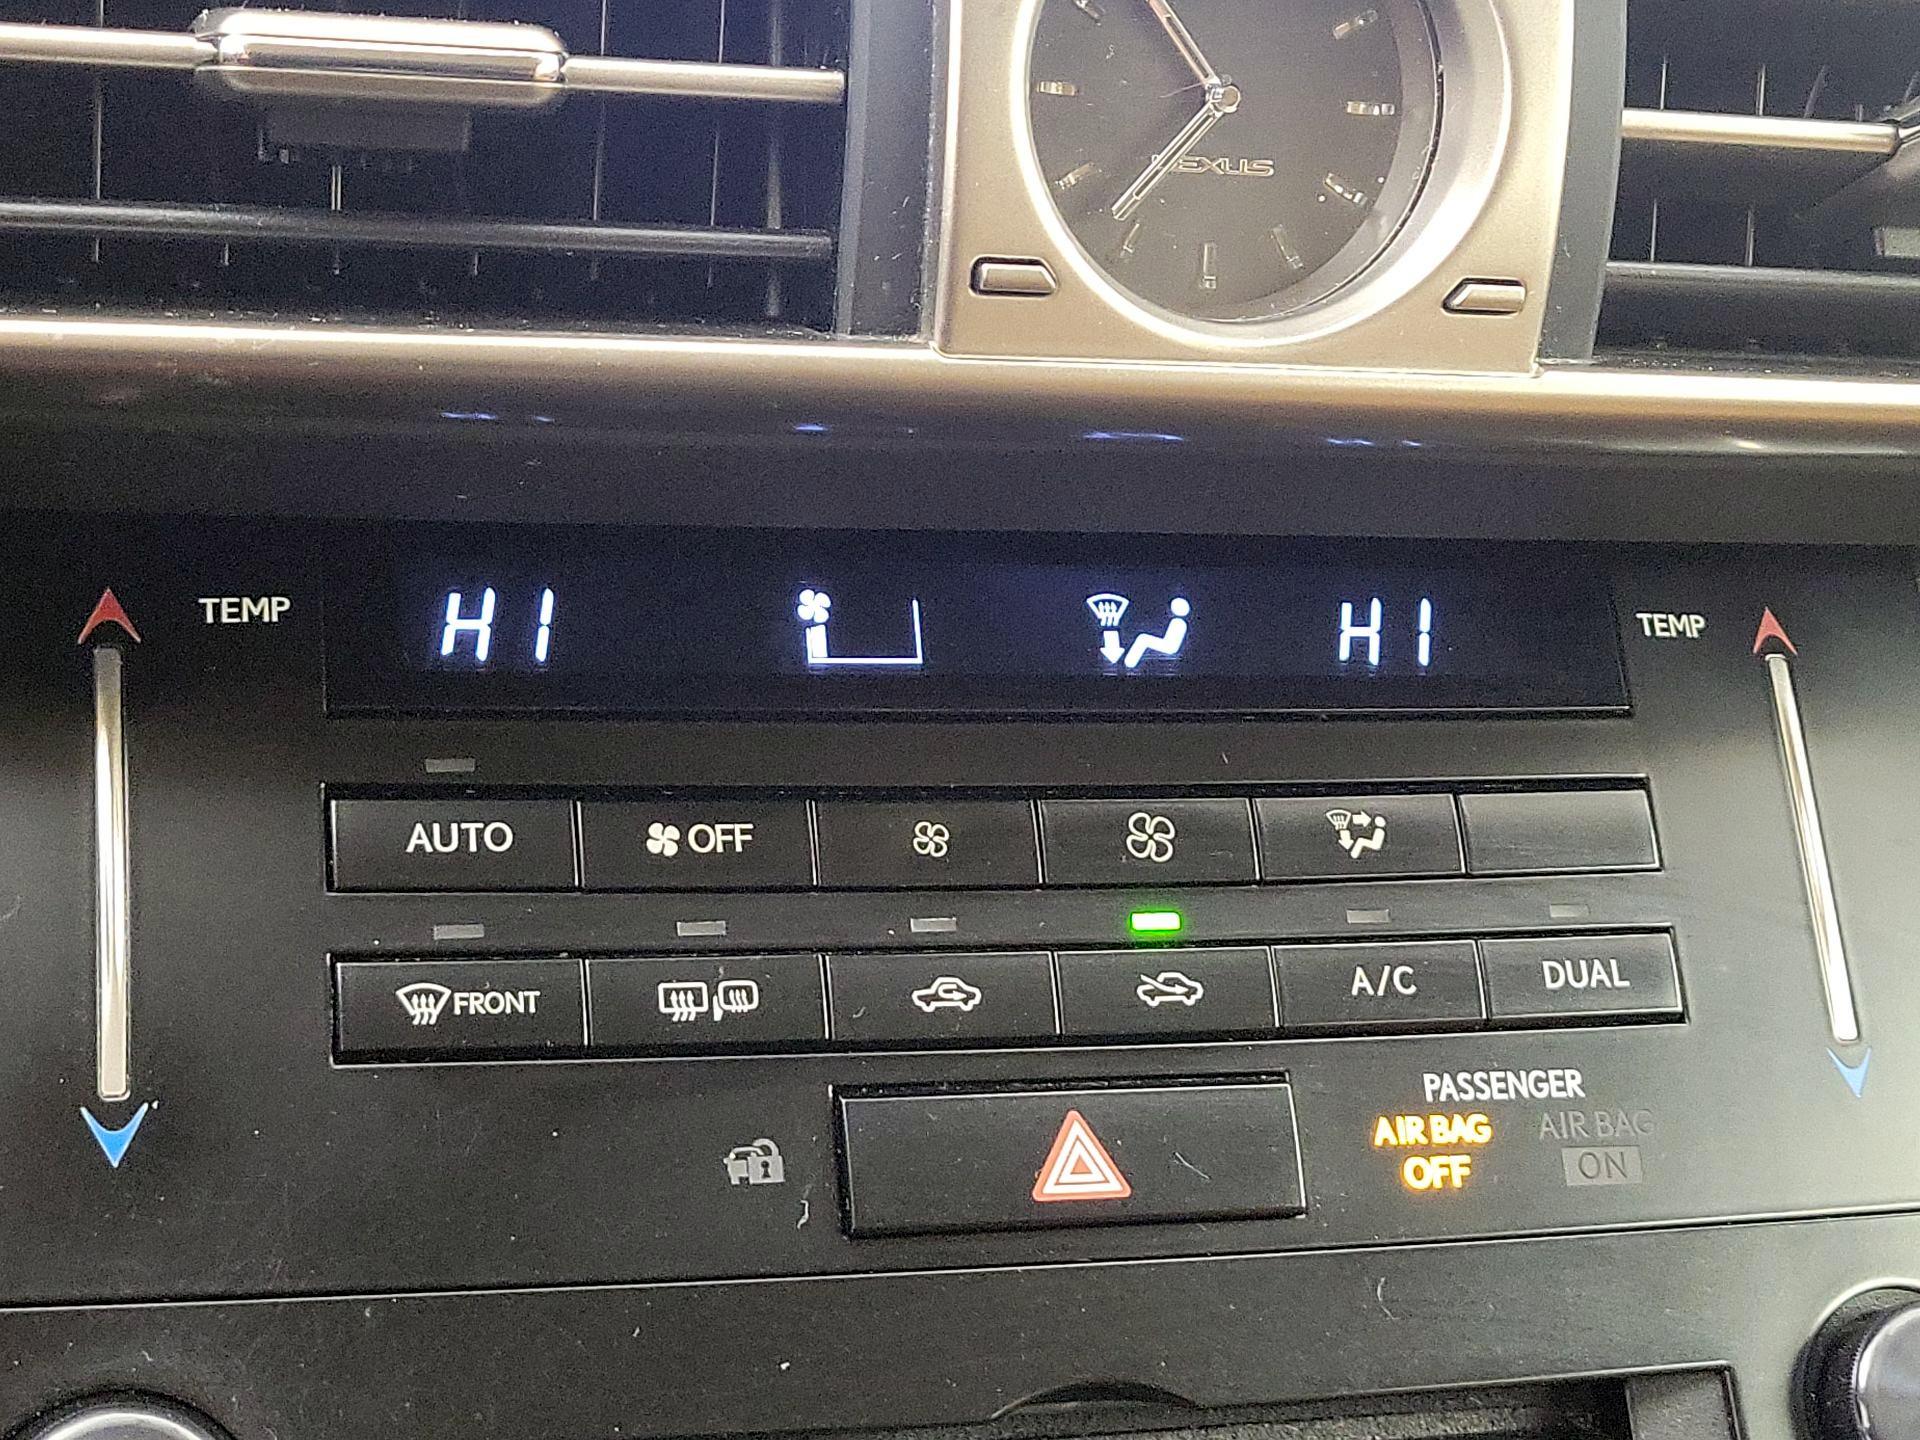 LEXUS
TEMP HI HI TEMP
AUTO OFF
FRONT A/C DUAL
PASSENGER
AIR BAG AIR BAG
OFF ON